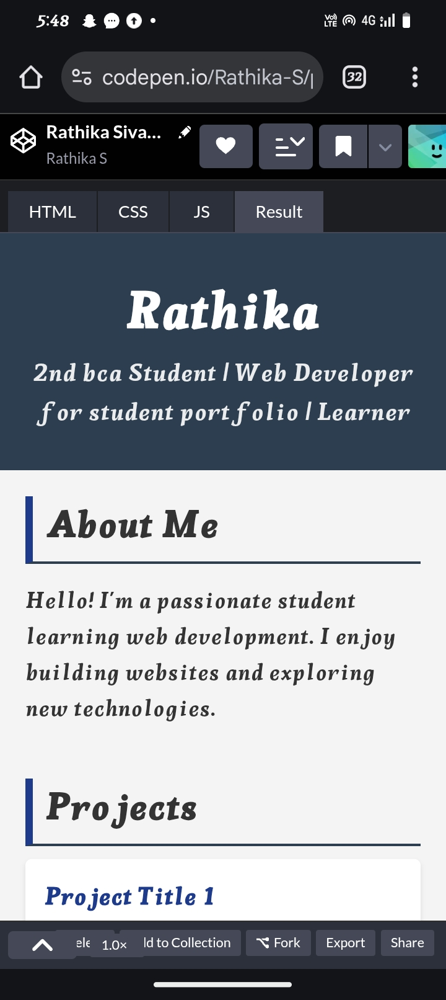 5:48
Vo) LTE 4G
codepen.io/Rathika-S/
32
Rathika Siva...
Rathika S
HTML CSS JS Result
Rathika
2nd bca Student | Web Developer
for student portfolio | Learner
About Me
Hello! I'm a passionate student
learning web development. I enjoy
building websites and exploring
new technologies.
Projects
Project Title 1
1.0× to Collection Fork Export Share